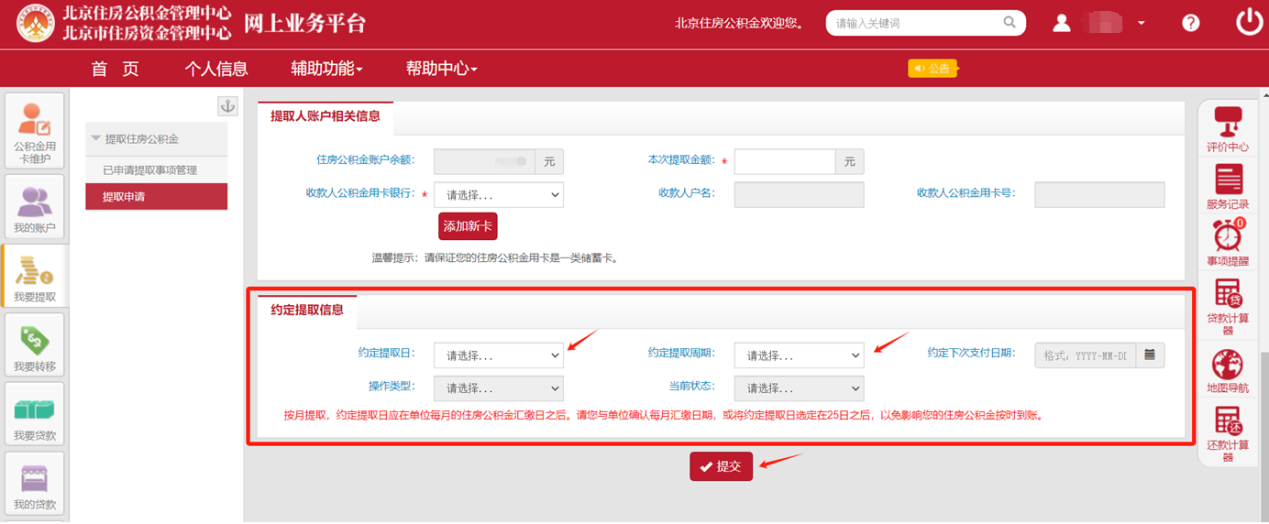 北京住房公积金管理中心
北京市住房资金管理中心
网上业务平台
北京住房公积金欢迎您。
请输入关键词
首 页
个人信息
辅助功能
帮助中心
公告
公积金用
卡维护
我的账户
我要提取
我要转移
我要贷款
我的贷款
提取住房公积金
已申请提取事项管理
提取申请
提取人账户相关信息
住房公积金账户余额:
元
本次提取金额: *
元
收款人公积金用卡银行: *
请选择...
收款人户名:
收款人公积金用卡号:
添加新卡
温馨提示:请保证您的住房公积金用卡是一类储蓄卡。
约定提取信息
约定提取日:
请选择...
约定提取周期:
请选择...
约定下次支付日期:
格式: YYYY-MM-DD
操作类型:
请选择...
当前状态:
请选择...
按月提取,约定提取日应在单位每月的住房公积金汇缴日之后。请您与单位确认每月汇缴日期,或将约定提取日选定在25日之后,以免影响您的住房公积金按时到账。
提交
评价中心
服务记录
0
事项提醒
贷
贷款计算
器
地图导航
还
还款计算
器